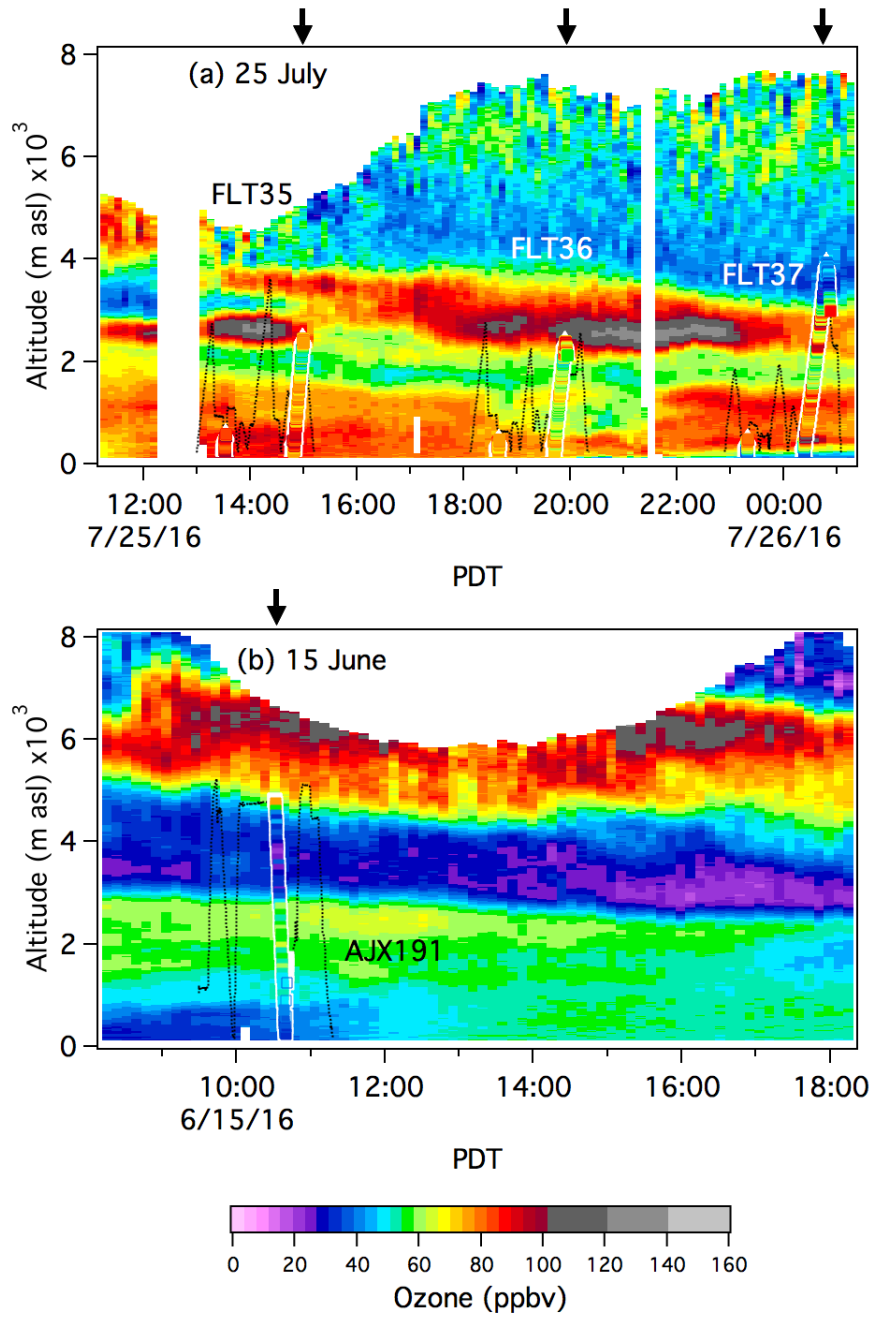 (a) 25 July
8
6
4
2
0
Altitude (m asl) x10³
FLT35
FLT36
FLT37
12:00 14:00 16:00 18:00 20:00 22:00 00:00
7/25/16 7/26/16
PDT
(b) 15 June
8
6
4
2
0
Altitude (m asl) x10³
AJX191
10:00 12:00 14:00 16:00 18:00
6/15/16
PDT
0 20 40 60 80 100 120 140 160
Ozone (ppbv)